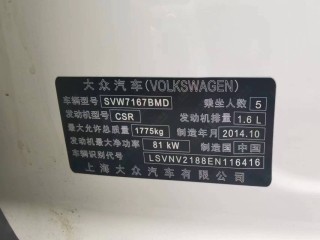 大众汽车(VOLKSWAGEN)
车辆型号 SVW7167BMD 乘坐人数 5
发动机型号 CSR 发动机排量 1.6 L
最大允许总质量 1775kg 制造年月 2014.10
发动机最大净功率 81 kW 制造国 中国
车辆识别代号 LSVNV2188EN116416
上海大众汽车有限公司